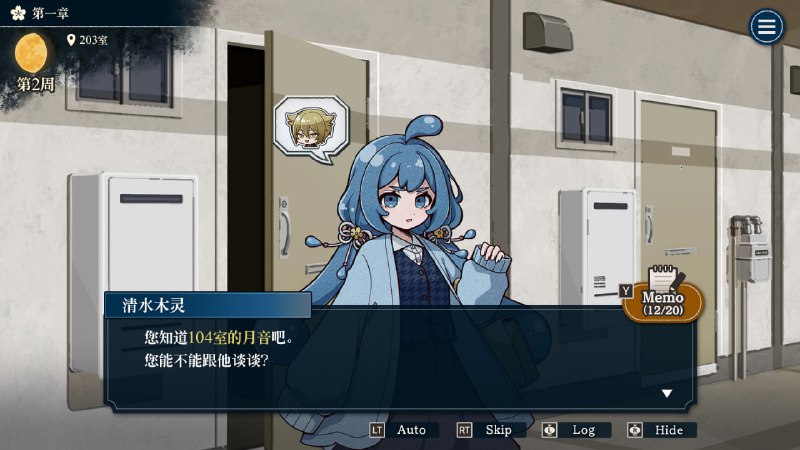 第一章
203室
第2周
清水木灵
您知道104室的月音吧。
您能不能跟他谈谈?
Y
Memo
(12/20)
LT Auto
RT Skip
L Log
R Hide